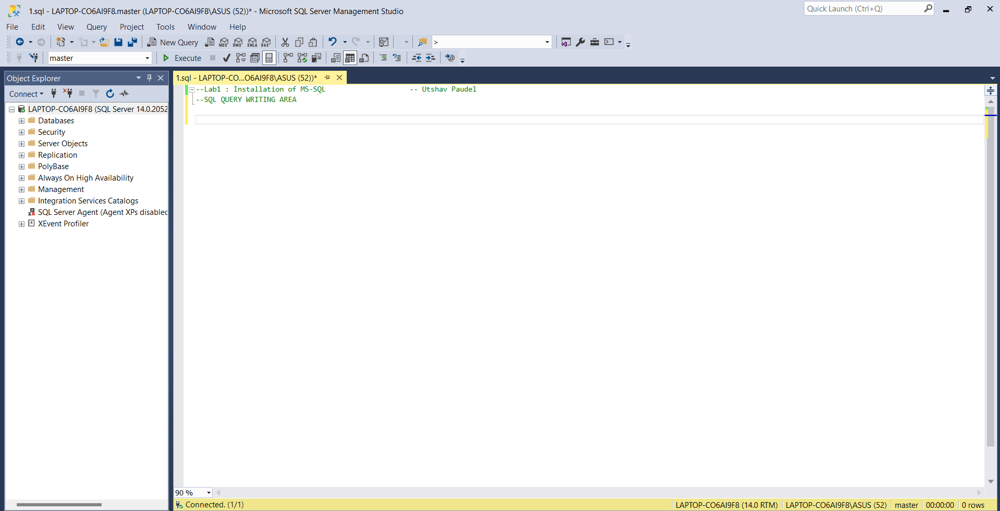 1.sql - LAPTOP-CO6AI9F8.master (LAPTOP-CO6AI9F8\ASUS (52))* - Microsoft SQL Server Management Studio
Quick Launch (Ctrl+Q)
File Edit View Query Project Tools Window Help
New Query MDX DMX XMLA DAX >
master Execute
Object Explorer
1.sql - LAPTOP-CO...O6AI9F8\ASUS (52))*
Connect
--Lab1 : Installation of MS-SQL -- Utshav Paudel
--SQL QUERY WRITING AREA
LAPTOP-CO6AI9F8 (SQL Server 14.0.2052
Databases
Security
Server Objects
Replication
PolyBase
Always On High Availability
Management
Integration Services Catalogs
SQL Server Agent (Agent XPs disabled
XEvent Profiler
90 %
Connected. (1/1)
LAPTOP-CO6AI9F8 (14.0 RTM) LAPTOP-CO6AI9F8\ASUS (52) master 00:00:00 0 rows